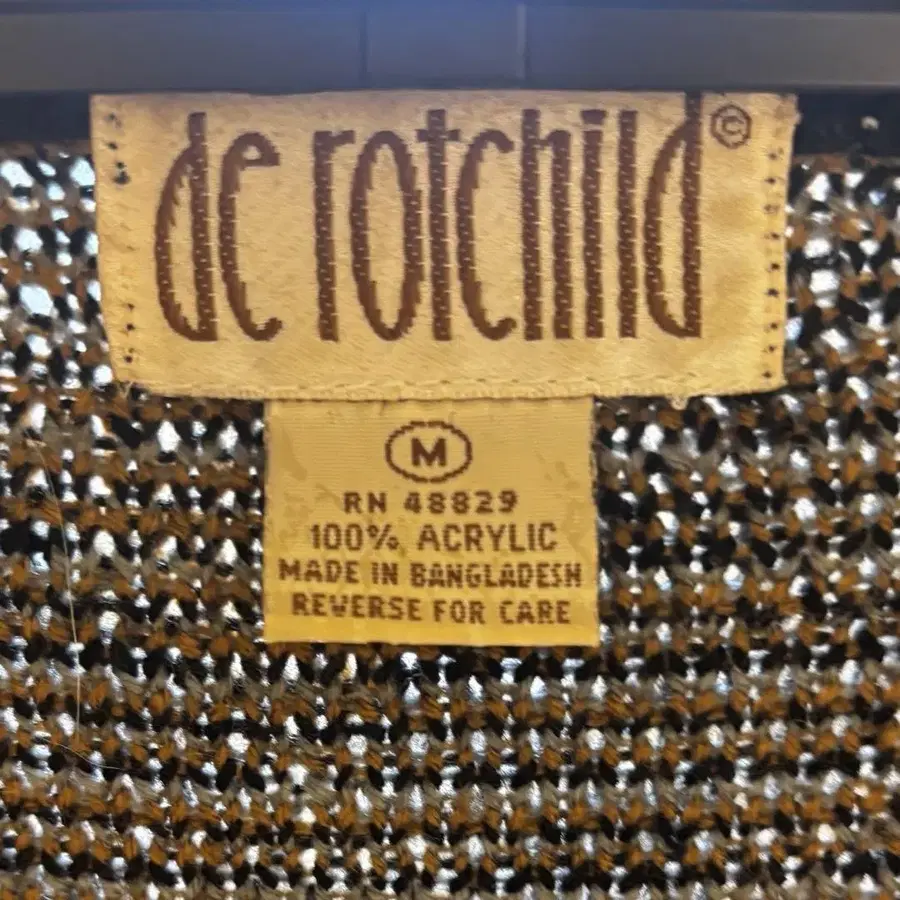 de rotchild ©
M
RN 48829
100% ACRYLIC
MADE IN BANGLADESH
REVERSE FOR CARE